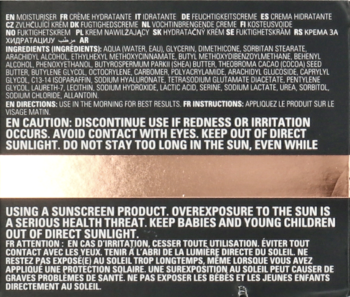 EN MOISTURISER FR CRÈME HYDRATANTE IT IDRATANTE DE FEUCHTIGKEITSCREME ES CREMA HIDRATANTE
CZ ZVLHČUJÍCÍ KRÉM DK FUGTIGHEDSCREME NL VOCHTINBRENGENDE CREME FI KOSTEUSVOIDE
NO FUKTIGHETSKREM PL KREM NAWILŻAJĄCY SK HYDRATAČNÝ KRÉM SE FUKTIGHETSKRÄM RS КРЕМА ЗА
ХИДРАТАЦИЈУ AR
INGREDIENTS (INGRÉDIENTS): AQUA (WATER, EAU), GLYCERIN, DIMETHICONE, SORBITAN STEARATE,
ARACHIDYL ALCOHOL, ETHYLHEXYL METHOXYCINNAMATE, BUTYL METHOXYDIBENZOYLMETHANE, BEHENYL
ALCOHOL, PHENOXYETHANOL, BUTYROSPERMUM PARKII (SHEA) BUTTER, THEOBROMA CACAO (COCOA) SEED
BUTTER, BUTYLENE GLYCOL, OCTOCRYLENE, CARBOMER, POLYACRYLAMIDE, ARACHIDYL GLUCOSIDE, CAPRYLYL
GLYCOL, C13-14 ISOPARAFFIN, SODIUM HYALURONATE, TETRASODIUM GLUTAMATE DIACETATE, PENTYLENE
GLYCOL, LAURETH-7, LECITHIN, SODIUM HYDROXIDE, LACTIC ACID, SERINE, SODIUM LACTATE, UREA, SORBITOL,
SODIUM CHLORIDE, ALLANTOIN.
EN DIRECTIONS: USE IN THE MORNING FOR BEST RESULTS. FR INSTRUCTIONS: APPLIQUEZ LE PRODUIT SUR LE
VISAGE MATIN.
EN CAUTION: DISCONTINUE USE IF REDNESS OR IRRITATION
OCCURS. AVOID CONTACT WITH EYES. KEEP OUT OF DIRECT
SUNLIGHT. DO NOT STAY TOO LONG IN THE SUN, EVEN WHILE
USING A SUNSCREEN PRODUCT. OVEREXPOSURE TO THE SUN IS
A SERIOUS HEALTH THREAT. KEEP BABIES AND YOUNG CHILDREN
OUT OF DIRECT SUNLIGHT.
FR ATTENTION : EN CAS D'IRRITATION, CESSER TOUTE UTILISATION. ÉVITER TOUT
CONTACT AVEC LES YEUX. TENIR À L'ABRI DE LA LUMIÈRE DIRECTE DU SOLEIL. NE
RESTEZ PAS EXPOSÉ(E) AU SOLEIL TROP LONGTEMPS, MÊME LORSQUE VOUS AVEZ
APPLIQUÉ UNE PROTECTION SOLAIRE. UNE SUREXPOSITION AU SOLEIL PEUT CAUSER DE
GRAVES PROBLÈMES DE SANTÉ. NE PAS EXPOSER LES BÉBÉS ET LES JEUNES ENFANTS
DIRECTEMENT AU SOLEIL.